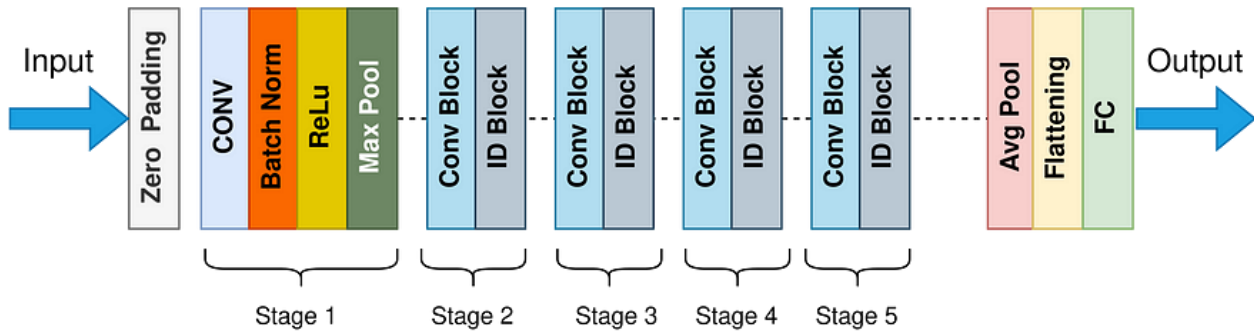 Input
Zero Padding
CONV
Batch Norm
ReLu
Max Pool
Conv Block
ID Block
Conv Block
ID Block
Conv Block
ID Block
Conv Block
ID Block
Avg Pool
Flattening
FC
Output
Stage 1
Stage 2
Stage 3
Stage 4
Stage 5